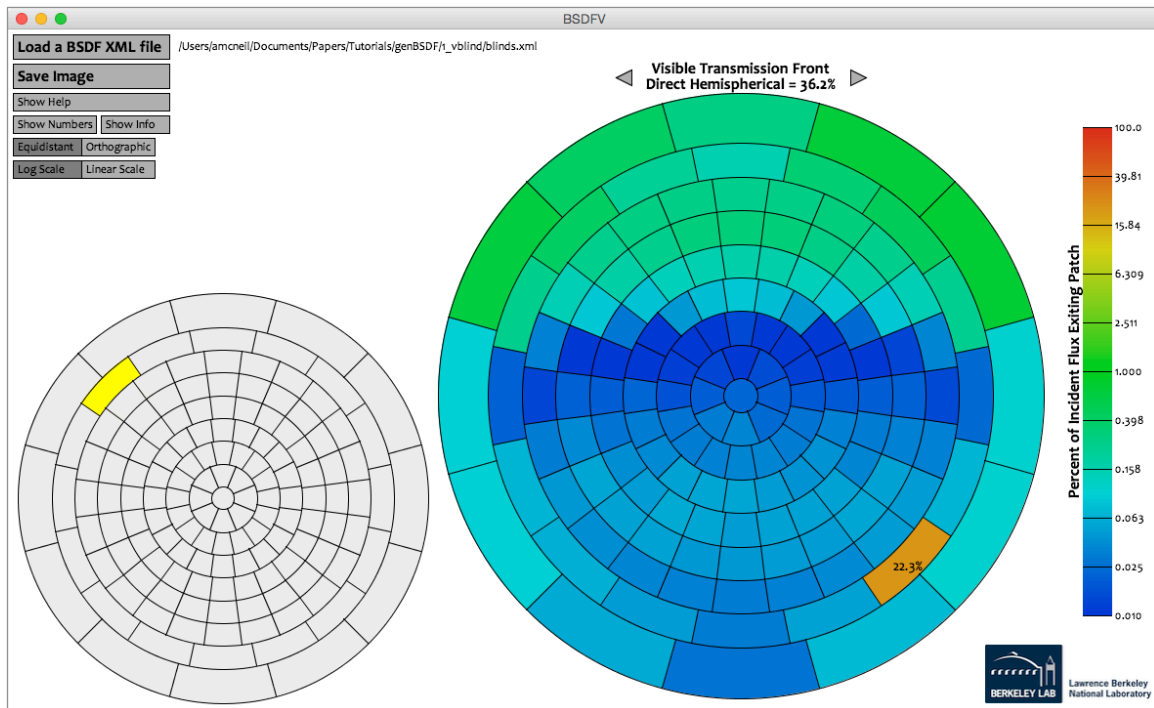 BSDFV
Load a BSDF XML file
/Users/amcneil/Documents/Papers/Tutorials/genBSDF/1_vblind/blinds.xml
Save Image
Show Help
Show Numbers
Show Info
Equidistant
Orthographic
Log Scale
Linear Scale
Visible Transmission Front
Direct Hemispherical = 36.2%
22.3%
Percent of Incident Flux Exiting Patch
100.0
39.81
15.84
6.309
2.511
1.000
0.398
0.158
0.063
0.025
0.010
BERKELEY LAB
Lawrence Berkeley
National Laboratory